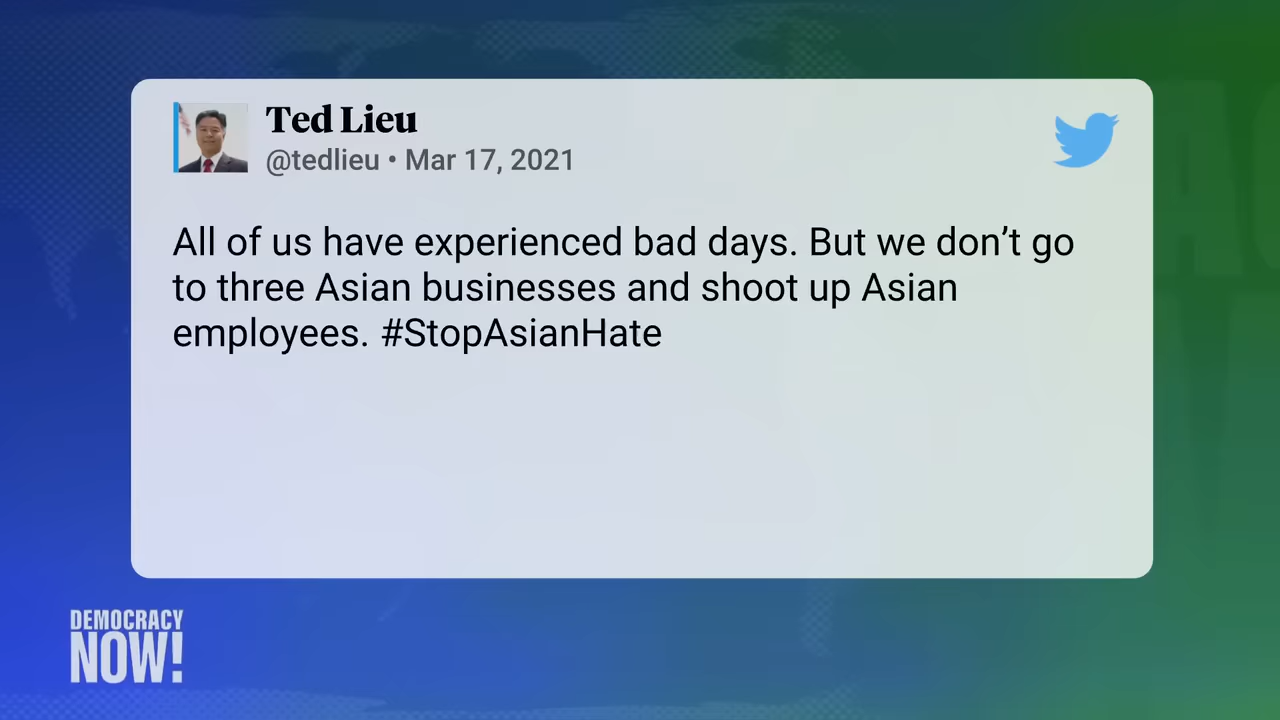 Ted Lieu
@tedlieu • Mar 17, 2021
All of us have experienced bad days. But we don’t go
to three Asian businesses and shoot up Asian
employees. #StopAsianHate
DEMOCRACY
NOW!